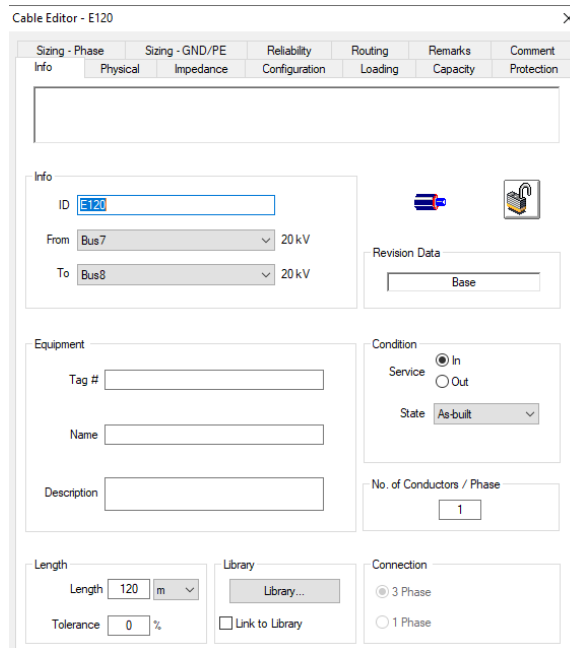 Cable Editor - E120
Sizing - Phase Sizing - GND/PE Reliability Routing Remarks Comment
Info Physical Impedance Configuration Loading Capacity Protection
Info
ID E120
From Bus7 20 kV
To Bus8 20 kV
Revision Data
Base
Equipment
Tag #
Name
Description
Condition
Service In
Out
State As-built
No. of Conductors / Phase
1
Length
Length 120 m
Tolerance 0 %
Library
Library...
Link to Library
Connection
3 Phase
1 Phase